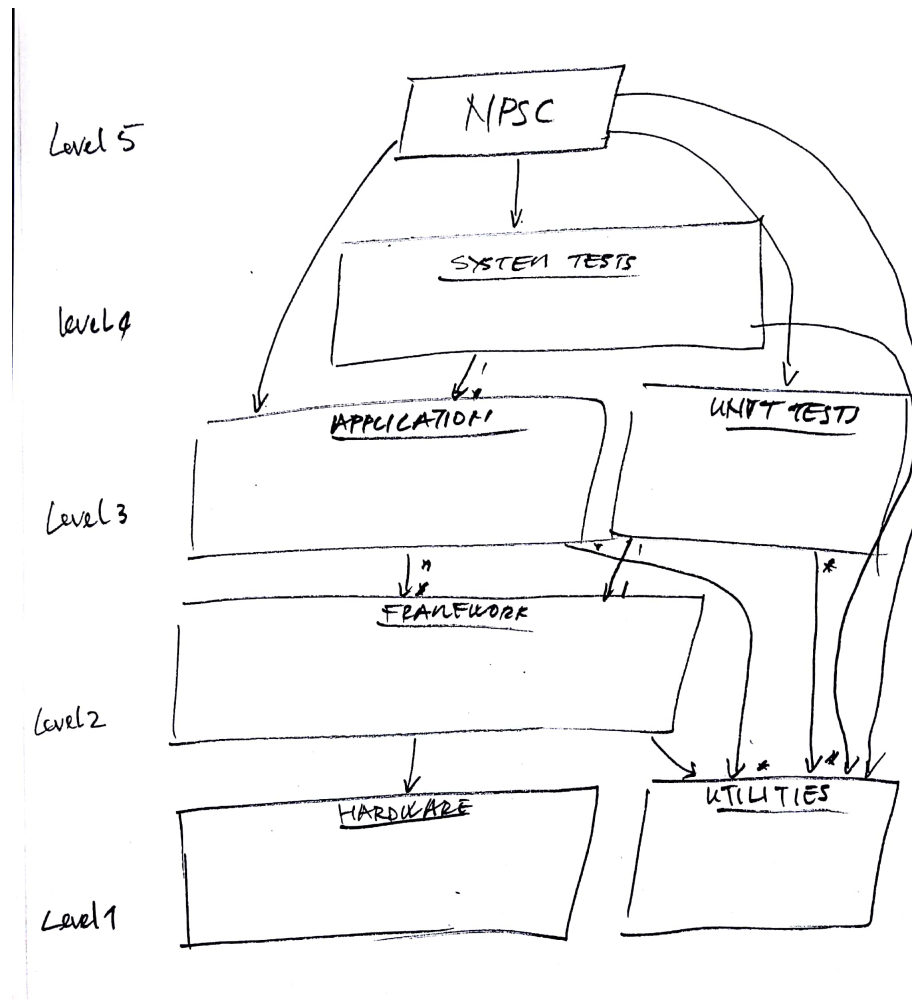 NPSC
Level 5
SYSTEM TESTS
level 4
APPLICATION
UNIT TESTS
Level 3
FRAMEWORK
Level 2
HARDWARE
UTILITIES
Level 1